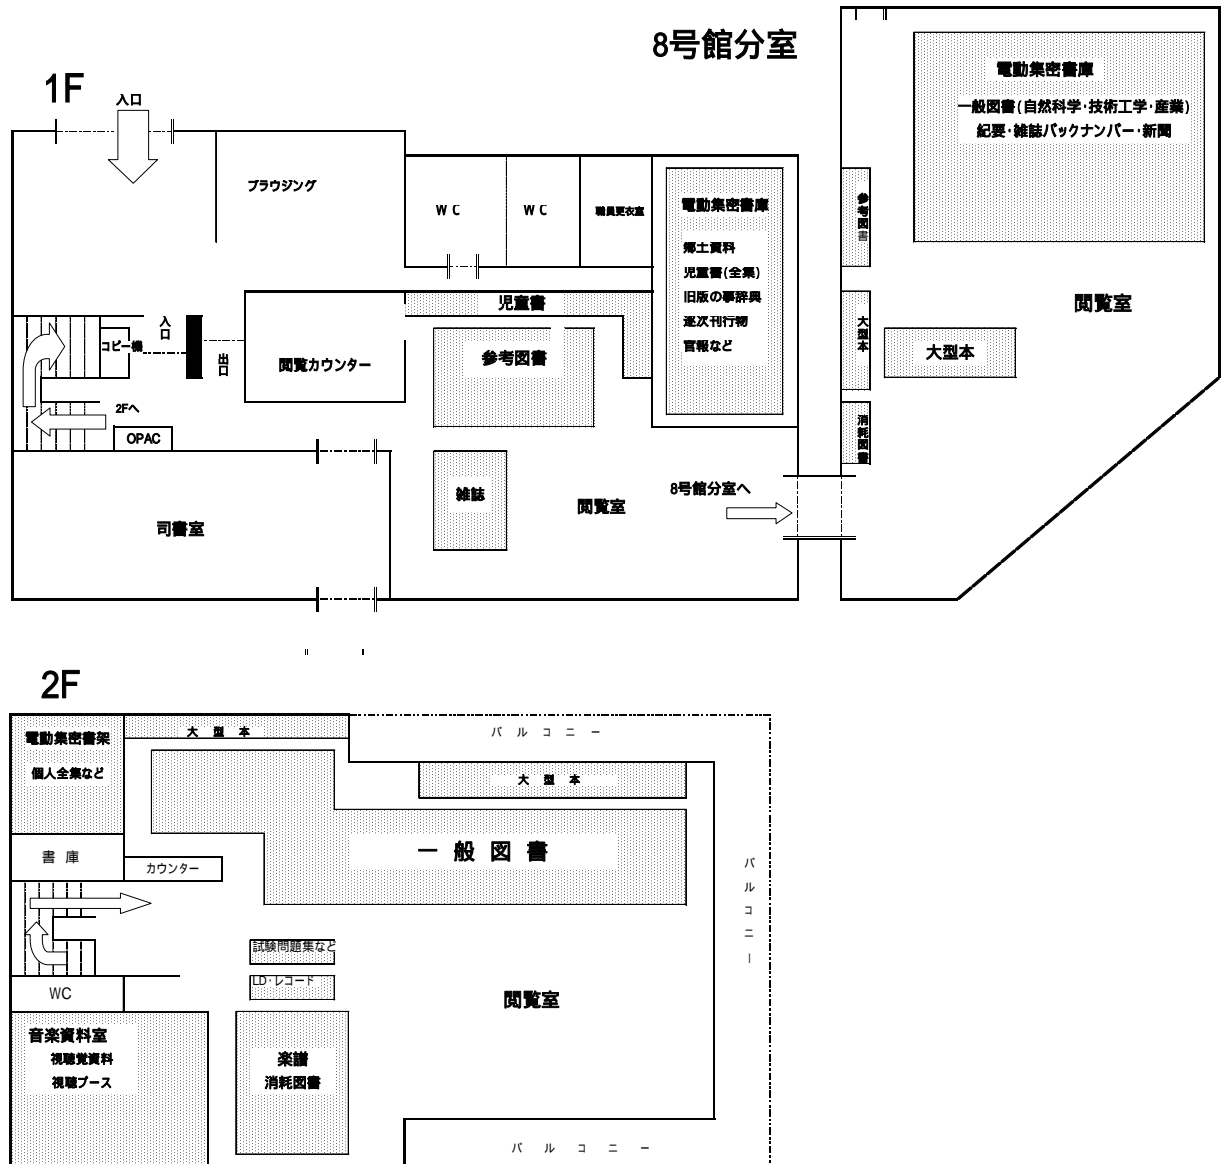 8号館分室
1F
入口
ブラウジング
WC
WC
職員更衣室
電動集密書庫
郷土資料
児童書(全集)
旧版の事辞典
逐次刊行物
官報など
児童書
参考図書
入口
コピー機
出口
閲覧カウンター
2Fへ
OPAC
雑誌
閲覧室
8号館分室へ
司書室
電動集密書庫
一般図書(自然科学・技術工学・産業)
紀要・雑誌バックナンバー・新聞
参考図書
閲覧室
大型本
大型本
消耗図書
2F
電動集密書架
個人全集など
大型本
バルコニー
大型本
一般図書
書庫
カウンター
バルコニー
試験問題集など
LD・レコード
閲覧室
WC
音楽資料室
視聴覚資料
視聴ブース
楽譜
消耗図書
バルコニー